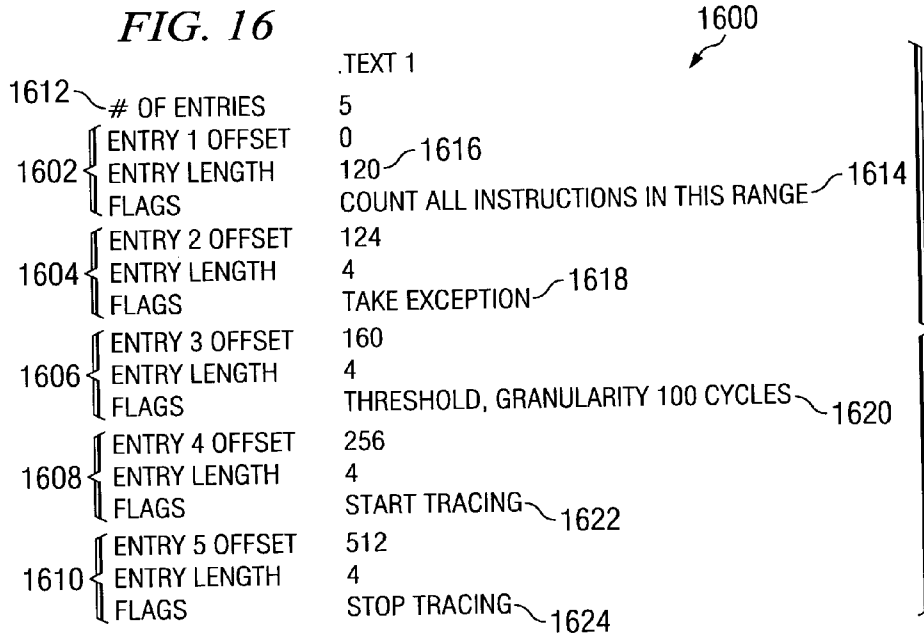 FIG. 16
1600
.TEXT 1
1612 # OF ENTRIES 5
ENTRY 1 OFFSET 0
1602 ENTRY LENGTH 120 1616
FLAGS COUNT ALL INSTRUCTIONS IN THIS RANGE 1614
ENTRY 2 OFFSET 124
1604 ENTRY LENGTH 4
FLAGS TAKE EXCEPTION 1618
ENTRY 3 OFFSET 160
1606 ENTRY LENGTH 4
FLAGS THRESHOLD, GRANULARITY 100 CYCLES 1620
ENTRY 4 OFFSET 256
1608 ENTRY LENGTH 4
FLAGS START TRACING 1622
ENTRY 5 OFFSET 512
1610 ENTRY LENGTH 4
FLAGS STOP TRACING 1624